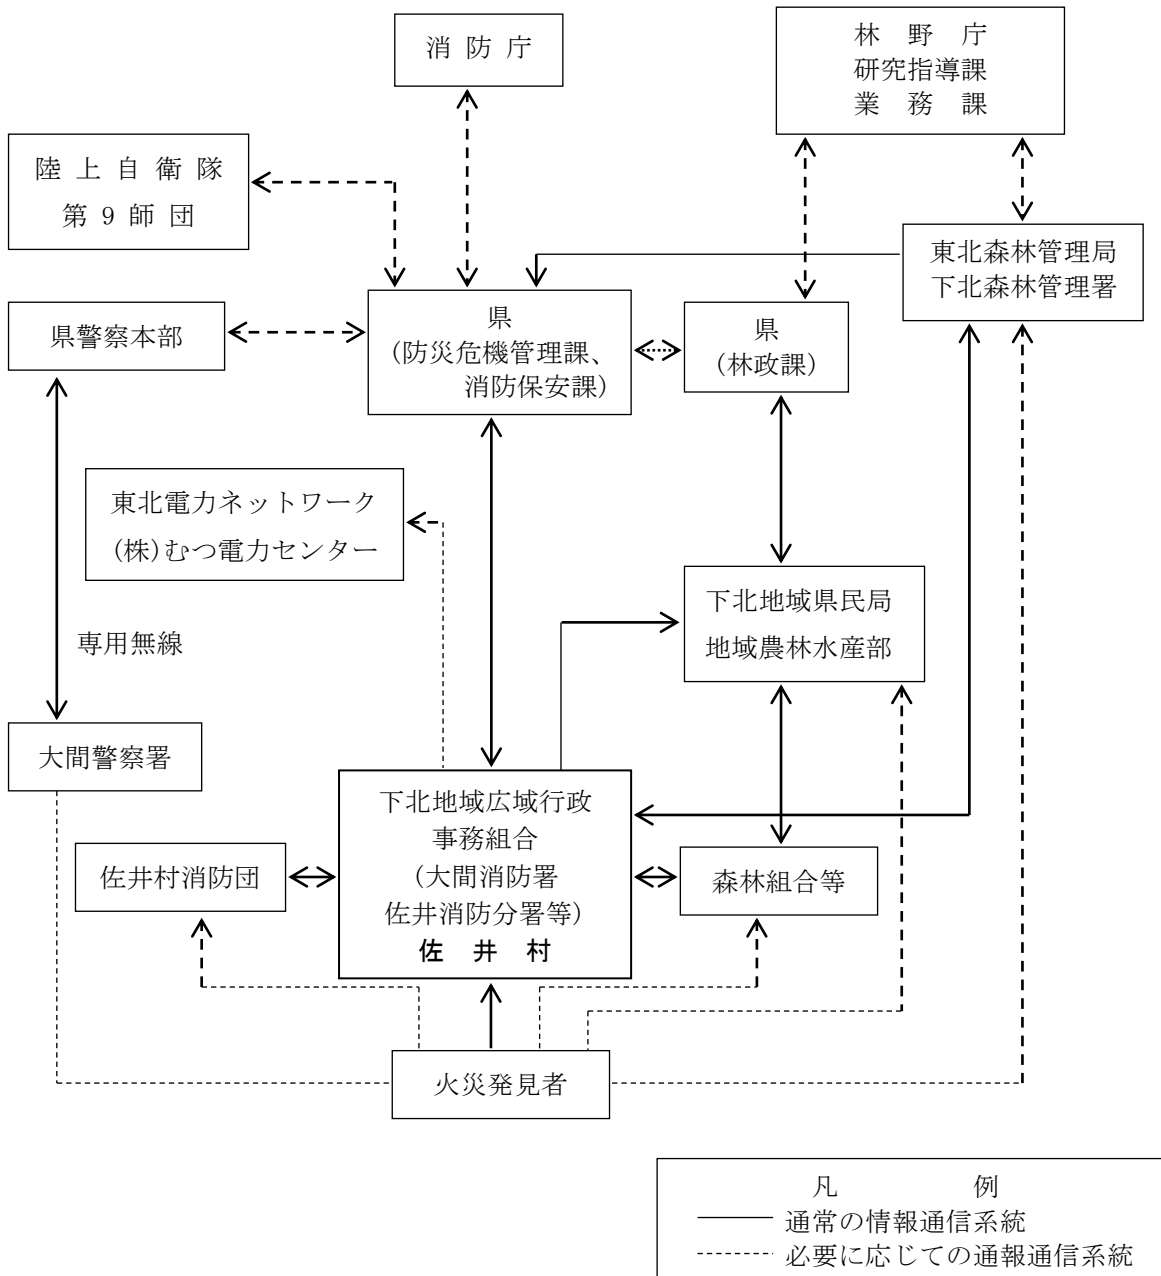 消 防 庁
林 野 庁
研究指導課
業 務 課
陸 上 自 衛 隊
第 9 師 団
東北森林管理局
下北森林管理署
県警察本部
県
(防災危機管理課、
消防保安課)
県
(林政課)
東北電力ネットワーク
(株)むつ電力センター
下北地域県民局
地域農林水産部
専用無線
大間警察署
下北地域広域行政
事務組合
(大間消防署
佐井消防分署等)
佐 井 村
佐井村消防団
森林組合等
火災発見者
凡 例
通常の情報通信系統
必要に応じての通報通信系統